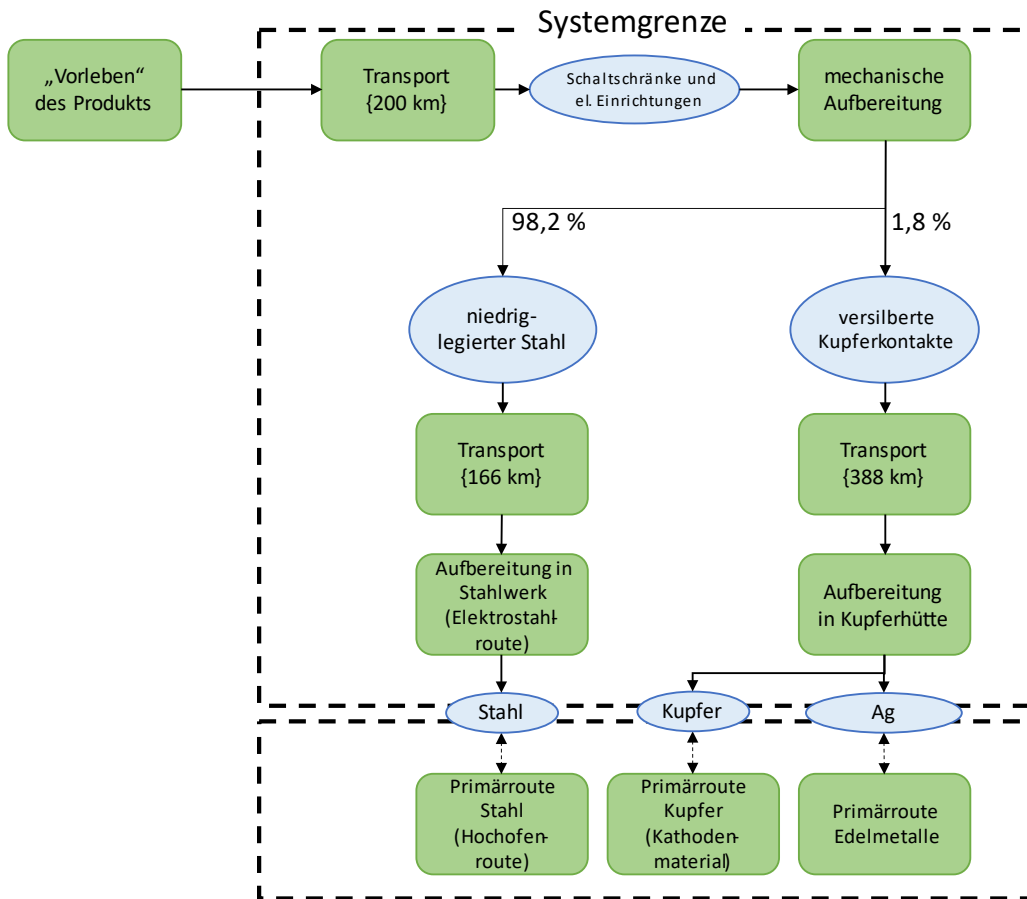 Systemgrenze
„Vorleben“
des Produkts
Transport
{200 km}
Schaltschränke und
el. Einrichtungen
mechanische
Aufbereitung
98,2 %
1,8 %
niedrig-
legierter Stahl
versilberte
Kupferkontakte
Transport
{166 km}
Transport
{388 km}
Aufbereitung in
Stahlwerk
(Elektrostahl-
route)
Aufbereitung
in Kupferhütte
Stahl
Kupfer
Ag
Primärroute
Stahl
(Hochofen-
route)
Primärroute
Kupfer
(Kathoden-
material)
Primärroute
Edelmetalle